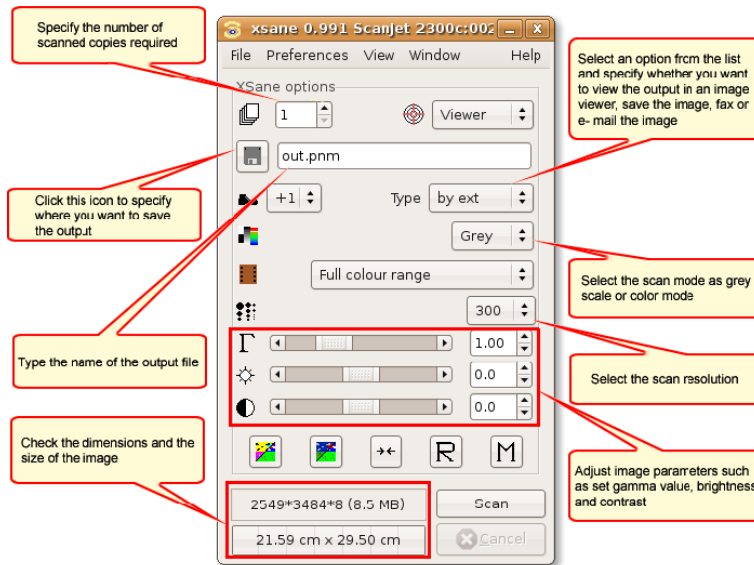 Specify the number of
scanned copies required
xsane 0.991 ScanJet 2300c:002
File Preferences View Window Help
XSane options
1
Viewer
Select an option from the list
and specify whether you want
to view the output in an image
viewer, save the image, fax or
e- mail the image
out.pnm
Click this icon to specify
where you want to save
the output
+1
Type
by ext
Grey
Select the scan mode as grey
scale or color mode
Full colour range
300
Type the name of the output file
Γ
1.00
0.0
0.0
Select the scan resolution
Check the dimensions and the
size of the image
R
M
Adjust image parameters such
as set gamma value, brightness
and contrast
2549*3484*8 (8.5 MB)
Scan
21.59 cm x 29.50 cm
Cancel